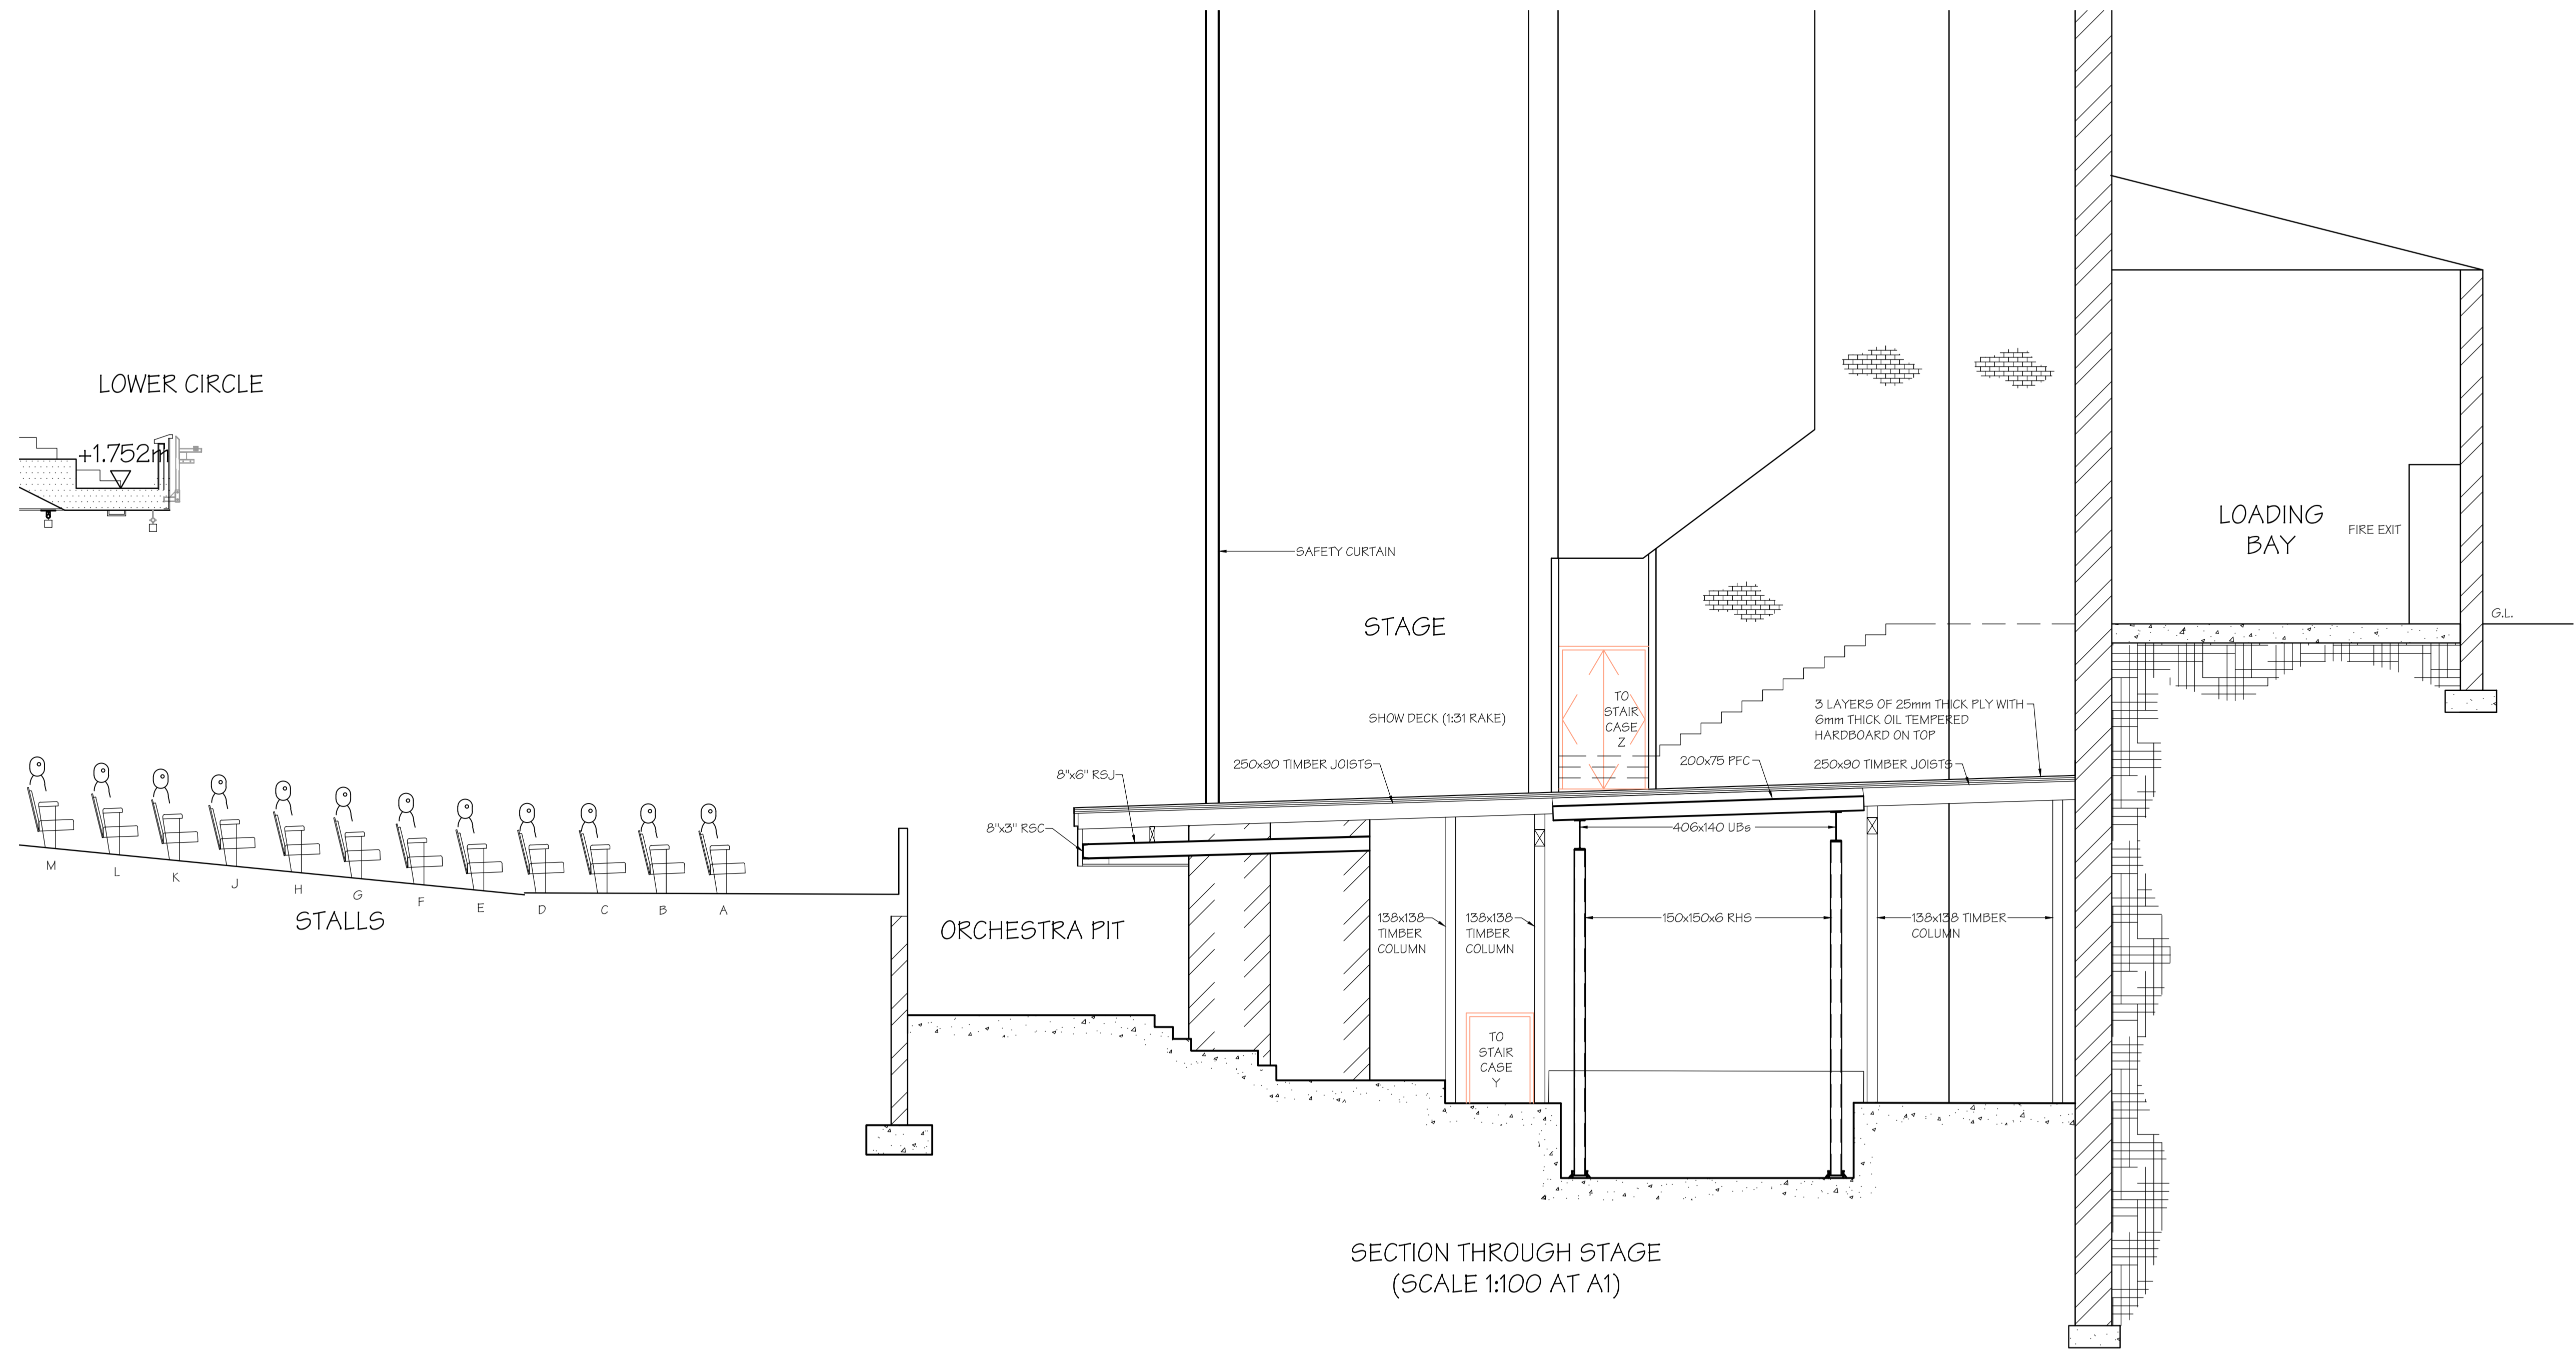 LOWER CIRCLE
+1.752m
SAFETY CURTAIN
STAGE
LOADING
BAY
FIRE EXIT
G.L.
TO
STAIR
CASE
Z
SHOW DECK (1:31 RAKE)
3 LAYERS OF 25mm THICK PLY WITH
6mm THICK OIL TEMPERED
HARDBOARD ON TOP
250x90 TIMBER JOISTS
200x75 PFC
250x90 TIMBER JOISTS
8"x6" RSJ
8"x3" RSC
406x140 UBs
M
L
K
J
H
G
F
E
D
C
B
A
STALLS
ORCHESTRA PIT
138x138
TIMBER
COLUMN
138x138
TIMBER
COLUMN
150x150x6 RHS
138x138 TIMBER
COLUMN
TO
STAIR
CASE
Y
SECTION THROUGH STAGE
(SCALE 1:100 AT A1)